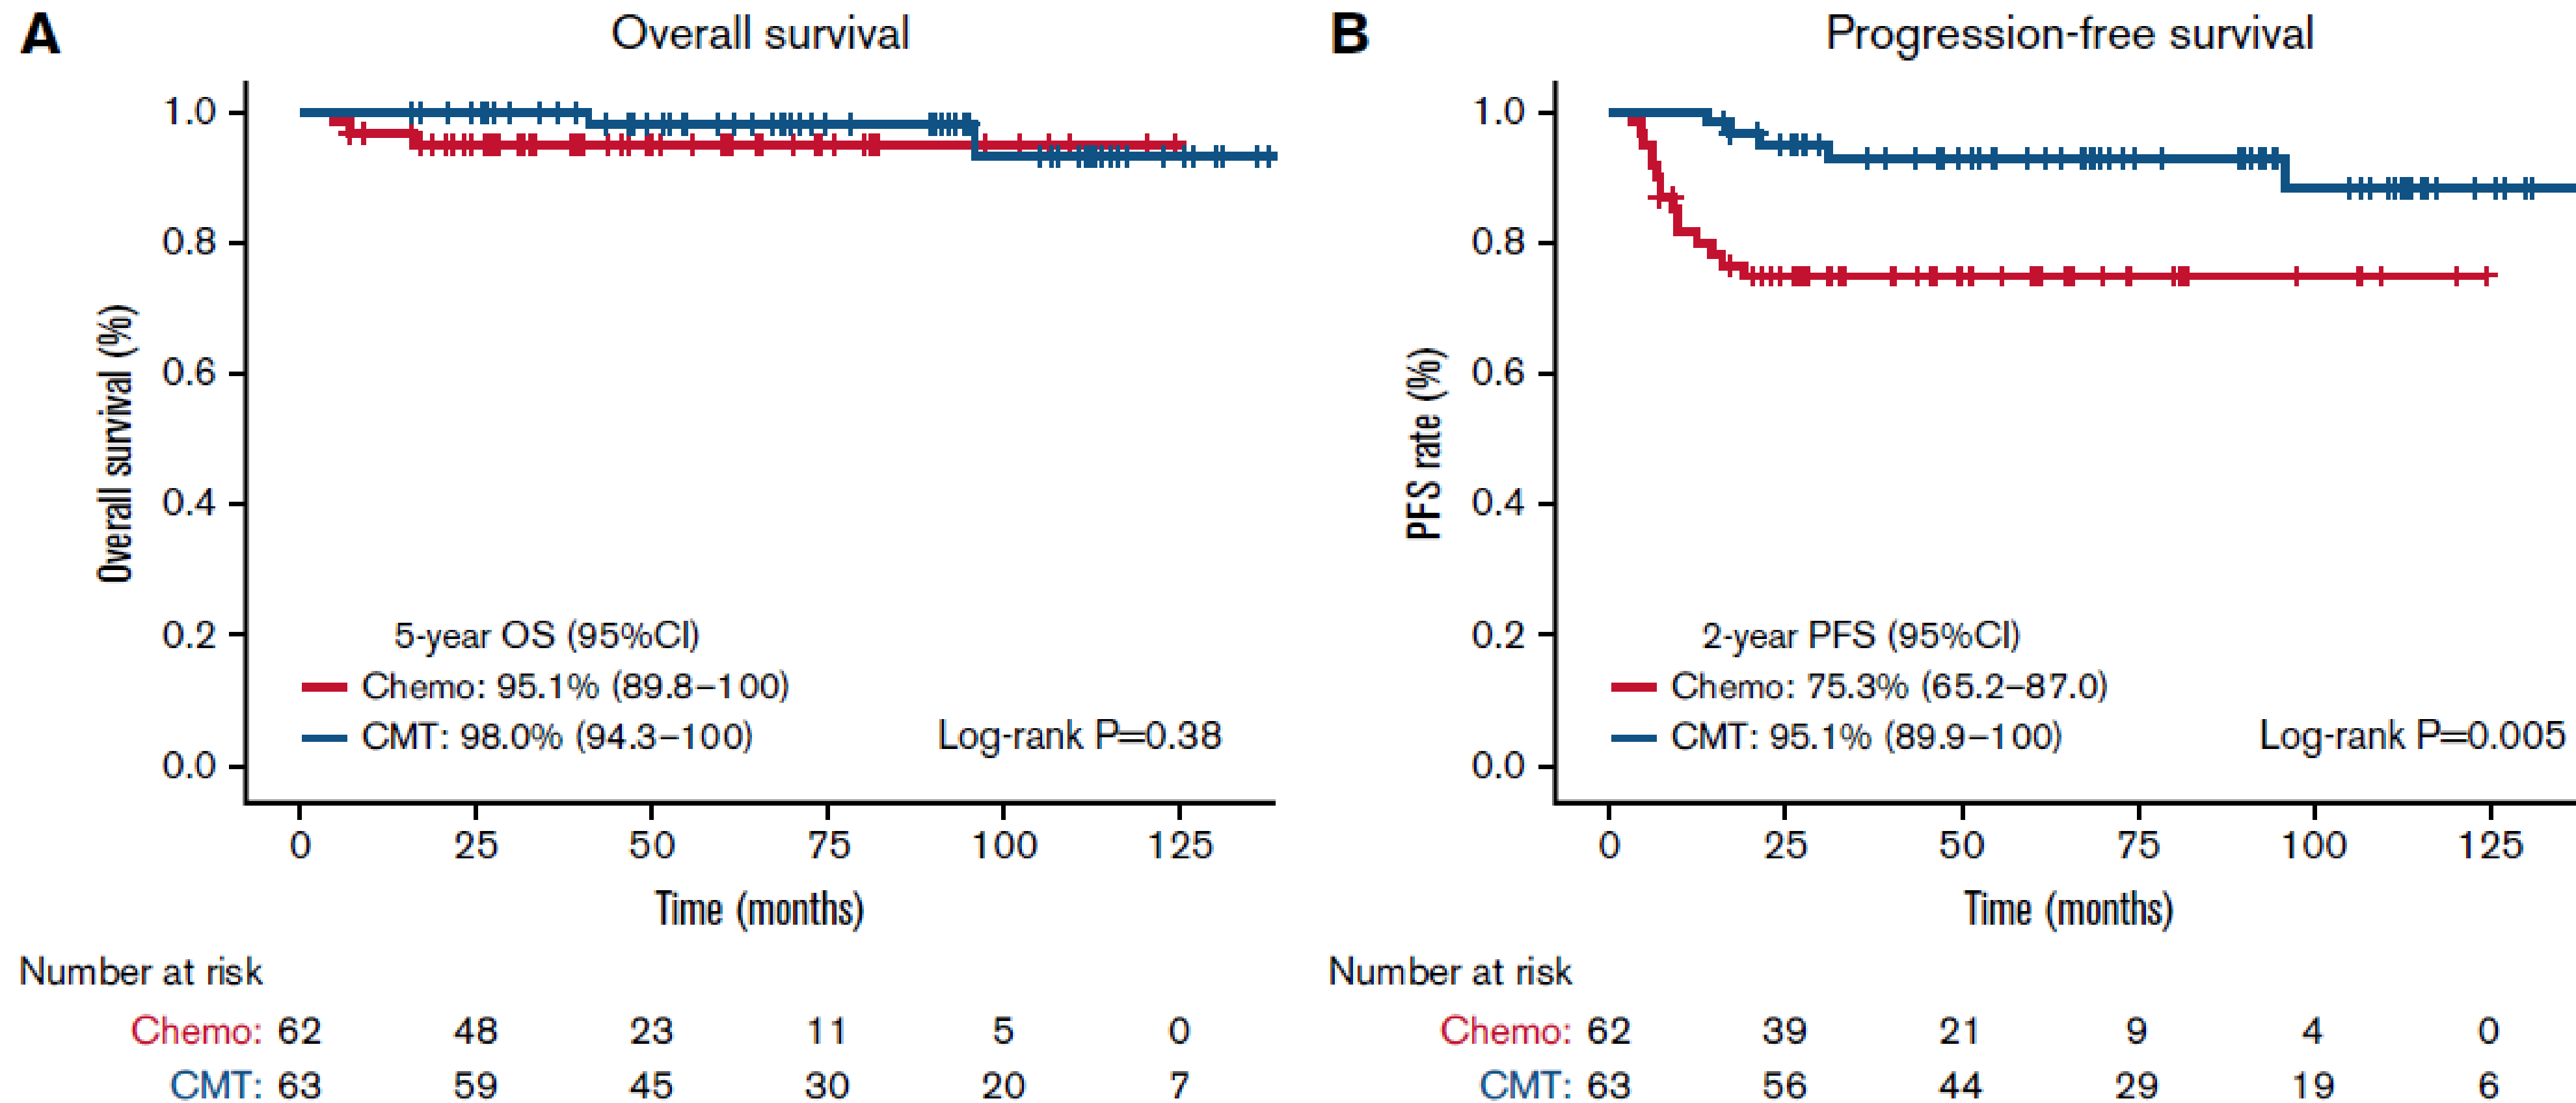 A
Overall survival
1.0
0.8
0.6
0.4
0.2
0.0
Overall survival (%)
5-year OS (95%CI)
Chemo: 95.1% (89.8–100)
CMT: 98.0% (94.3–100)
Log-rank P=0.38
0 25 50 75 100 125
Time (months)
Number at risk
Chemo: 62 48 23 11 5 0
CMT: 63 59 45 30 20 7
B
Progression-free survival
1.0
0.8
0.6
0.4
0.2
0.0
PFS rate (%)
2-year PFS (95%CI)
Chemo: 75.3% (65.2–87.0)
CMT: 95.1% (89.9–100)
Log-rank P=0.005
0 25 50 75 100 125
Time (months)
Number at risk
Chemo: 62 39 21 9 4 0
CMT: 63 56 44 29 19 6